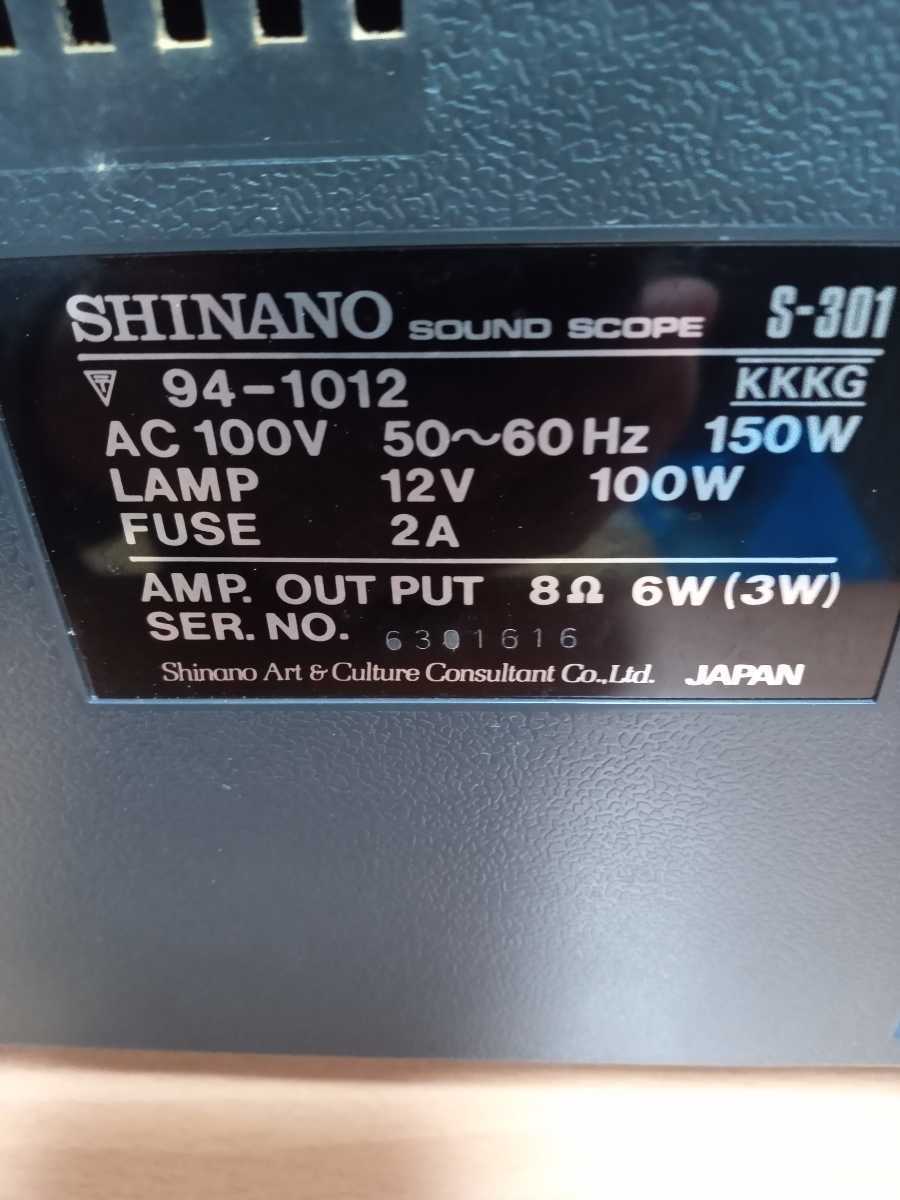 SHINANO SOUND SCOPE S-301
94-1012 KKKG
AC 100V 50~60Hz 150W
LAMP 12V 100W
FUSE 2A
AMP. OUT PUT 8Ω 6W (3W)
SER. NO. 6301616
Shinano Art & Culture Consultant Co.,Ltd. JAPAN